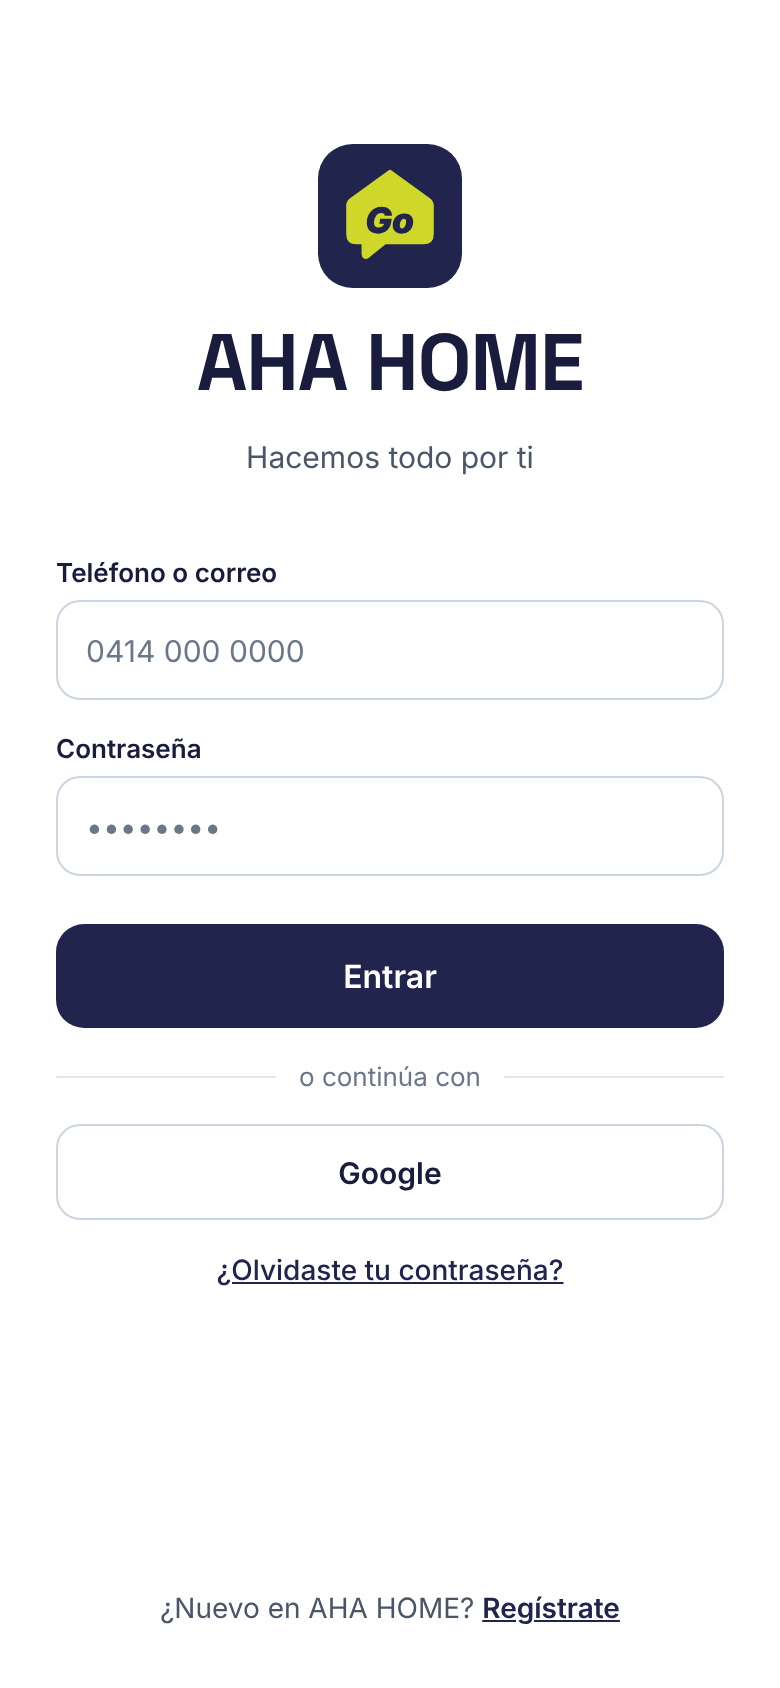 Go
AHA HOME
Hacemos todo por ti
Teléfono o correo
0414 000 0000
Contraseña
••••••••
Entrar
o continúa con
Google
¿Olvidaste tu contraseña?
¿Nuevo en AHA HOME? Regístrate